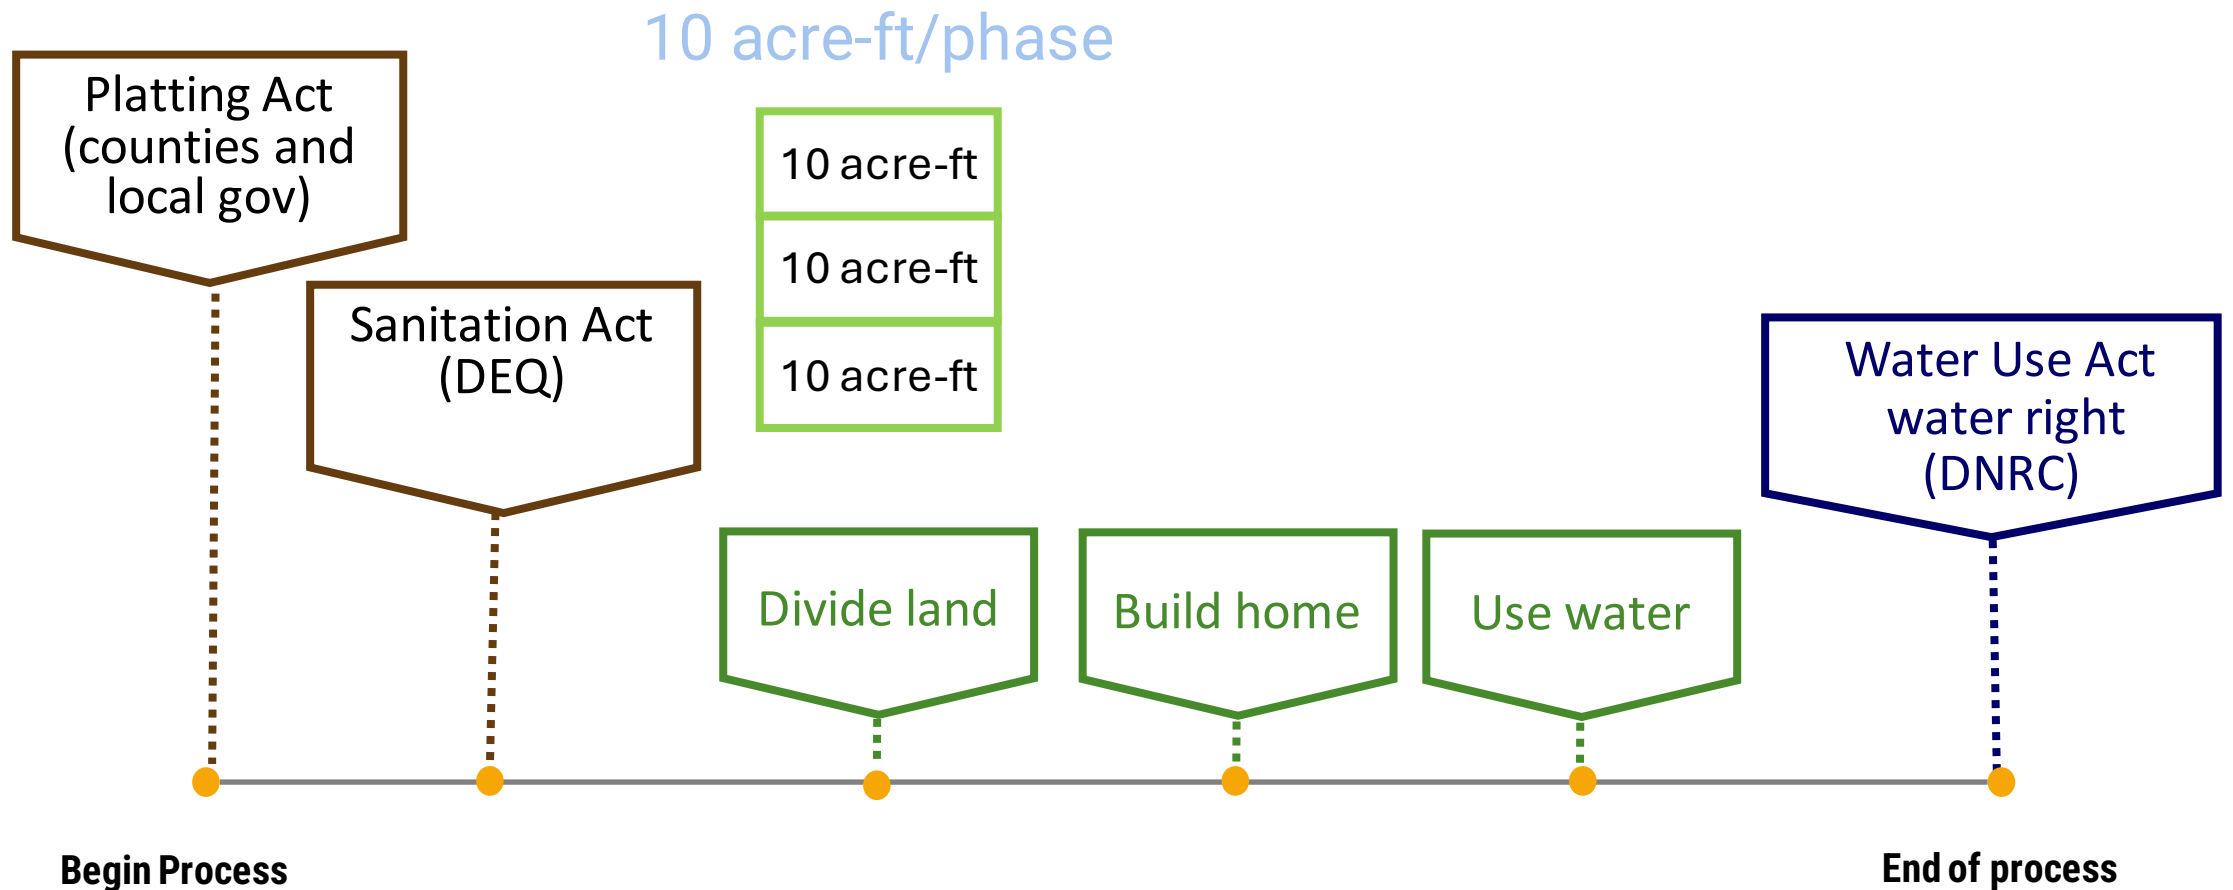 10 acre-ft/phase
Platting Act
(counties and
local gov)
10 acre-ft
10 acre-ft
10 acre-ft
Sanitation Act
(DEQ)
Water Use Act
water right
(DNRC)
Divide land
Build home
Use water
Begin Process
End of process